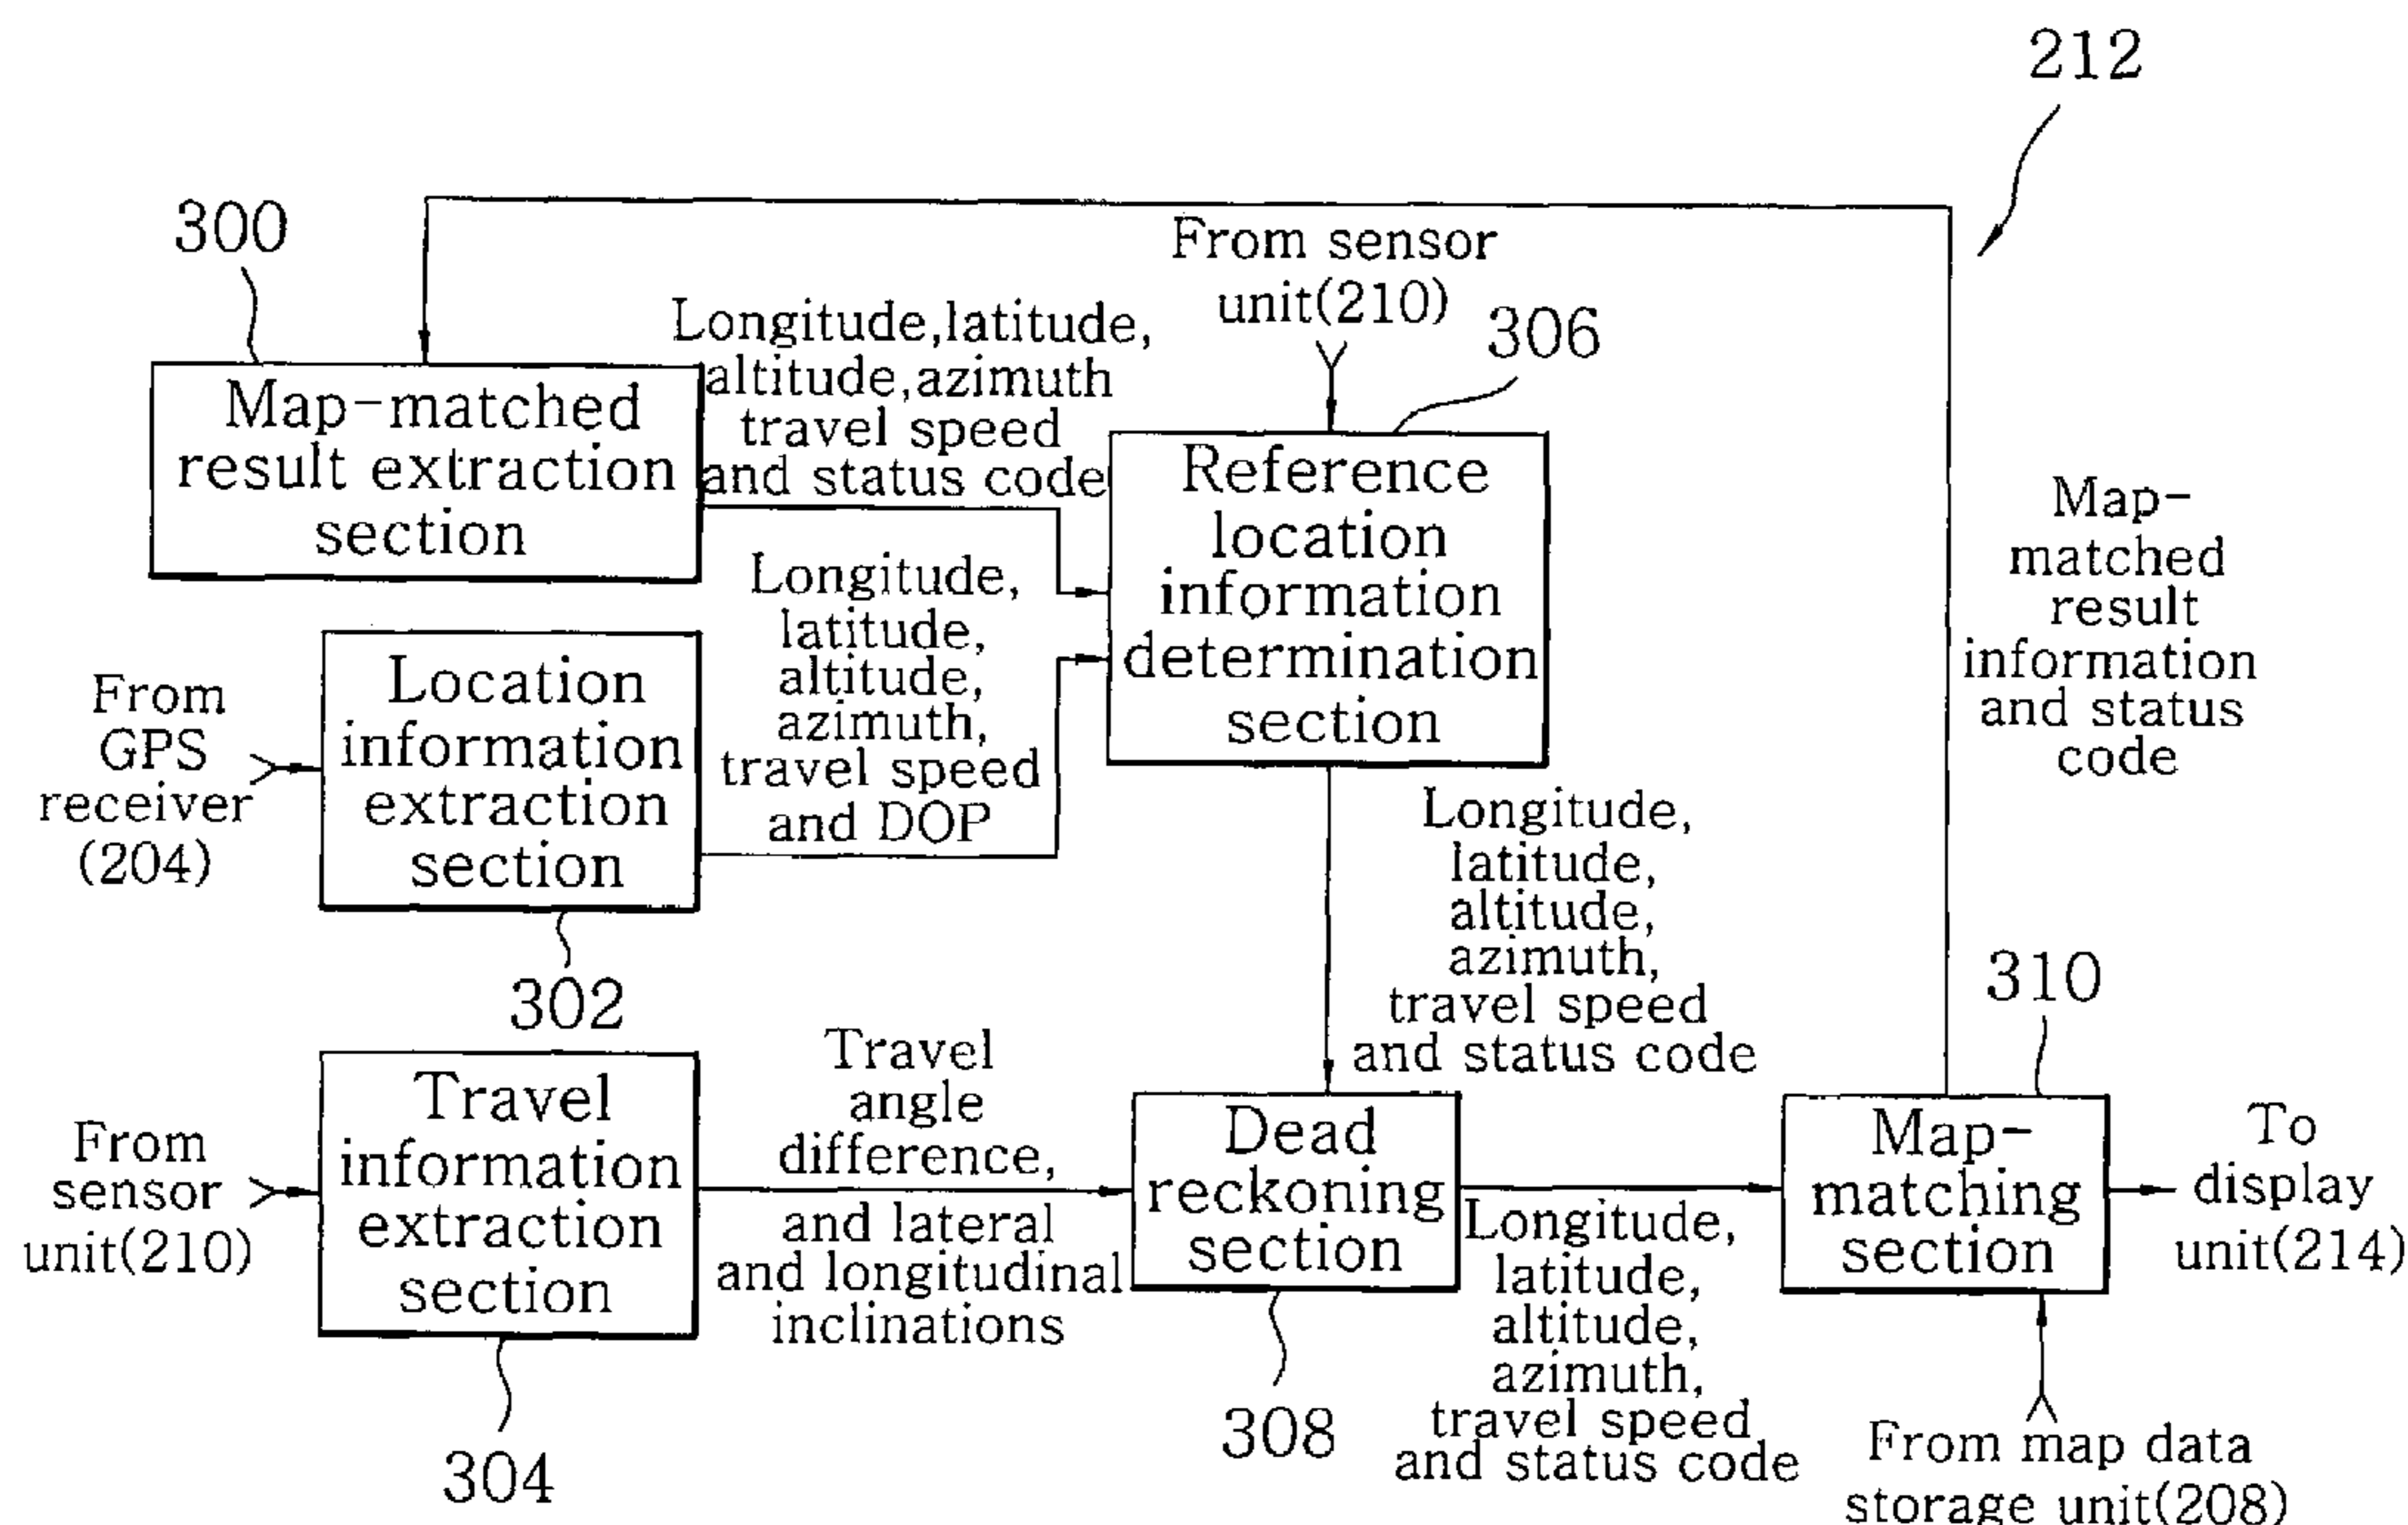 212
300
From sensor
unit(210)
306
Longitude,latitude,
altitude,azimuth
travel speed
and status code
Map-matched
result extraction
section
Reference
location
information
determination
section
Map-
matched
result
information
and status
code
Longitude,
latitude,
altitude,
azimuth,
travel speed
and DOP
From
GPS
receiver
(204)
Location
information
extraction
section
302
Longitude,
latitude,
altitude,
azimuth,
travel speed
and status code
310
From
sensor
unit(210)
Travel
information
extraction
section
304
Travel
angle
difference,
and lateral
and longitudinal
inclinations
Dead
reckoning
section
308
Longitude,
latitude,
altitude,
azimuth,
travel speed
and status code
Map-
matching
section
To
display
unit(214)
From map data
storage unit(208)